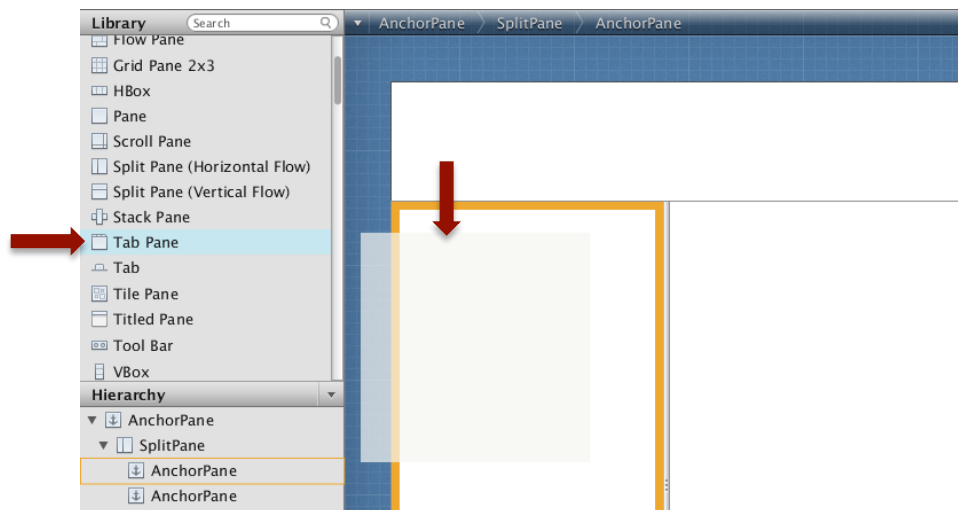 Library
Search
AnchorPane
SplitPane
AnchorPane
Flow Pane
Grid Pane 2x3
HBox
Pane
Scroll Pane
Split Pane (Horizontal Flow)
Split Pane (Vertical Flow)
Stack Pane
Tab Pane
Tab
Tile Pane
Titled Pane
Tool Bar
VBox
Hierarchy
AnchorPane
SplitPane
AnchorPane
AnchorPane